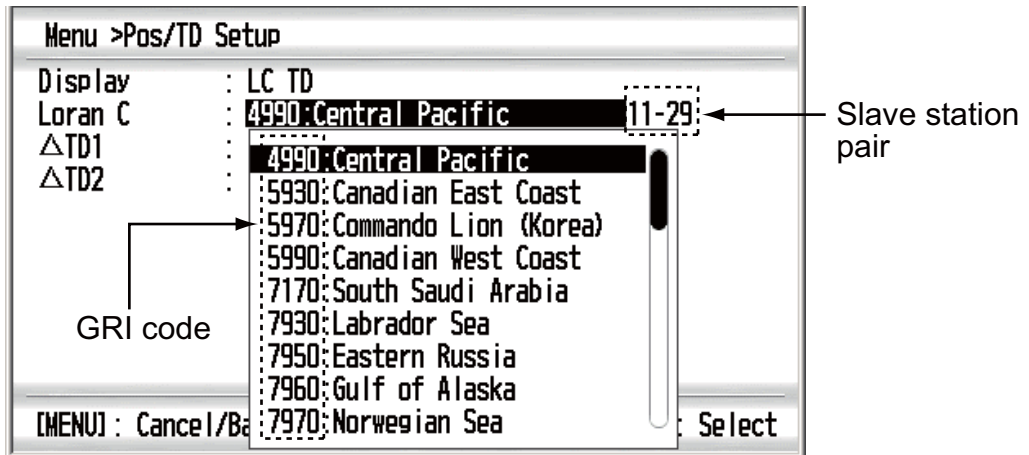 Menu >Pos/TD Setup
Display : LC TD
Loran C : 4990:Central Pacific 11-29
△TD1 :
△TD2 :
4990:Central Pacific
5930:Canadian East Coast
5970:Commando Lion (Korea)
5990:Canadian West Coast
7170:South Saudi Arabia
7930:Labrador Sea
7950:Eastern Russia
7960:Gulf of Alaska
7970:Norwegian Sea
[MENU]: Cancel/Ba : Select
Slave station
pair
GRI code